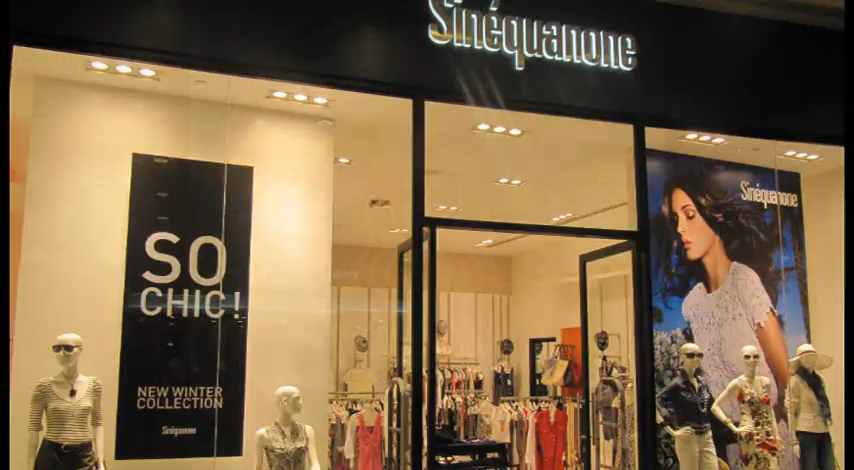 Sinéquanone
Sinéquanone
SO
CHIC!
NEW WINTER
COLLECTION
Sinéquanone